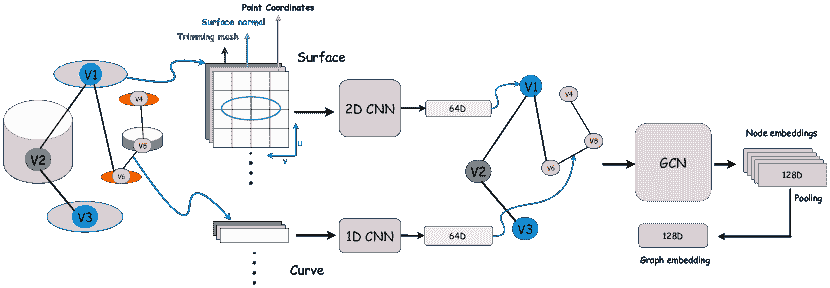 Point Coordinates
Surface normal
Trimming mask
Surface
V1
V4
V5
V2
V6
V3
u
v
2D CNN
64D
1D CNN
64D
Curve
V1
V4
V5
V6
V2
V3
GCN
Node embeddings
128D
Pooling
128D
Graph embedding